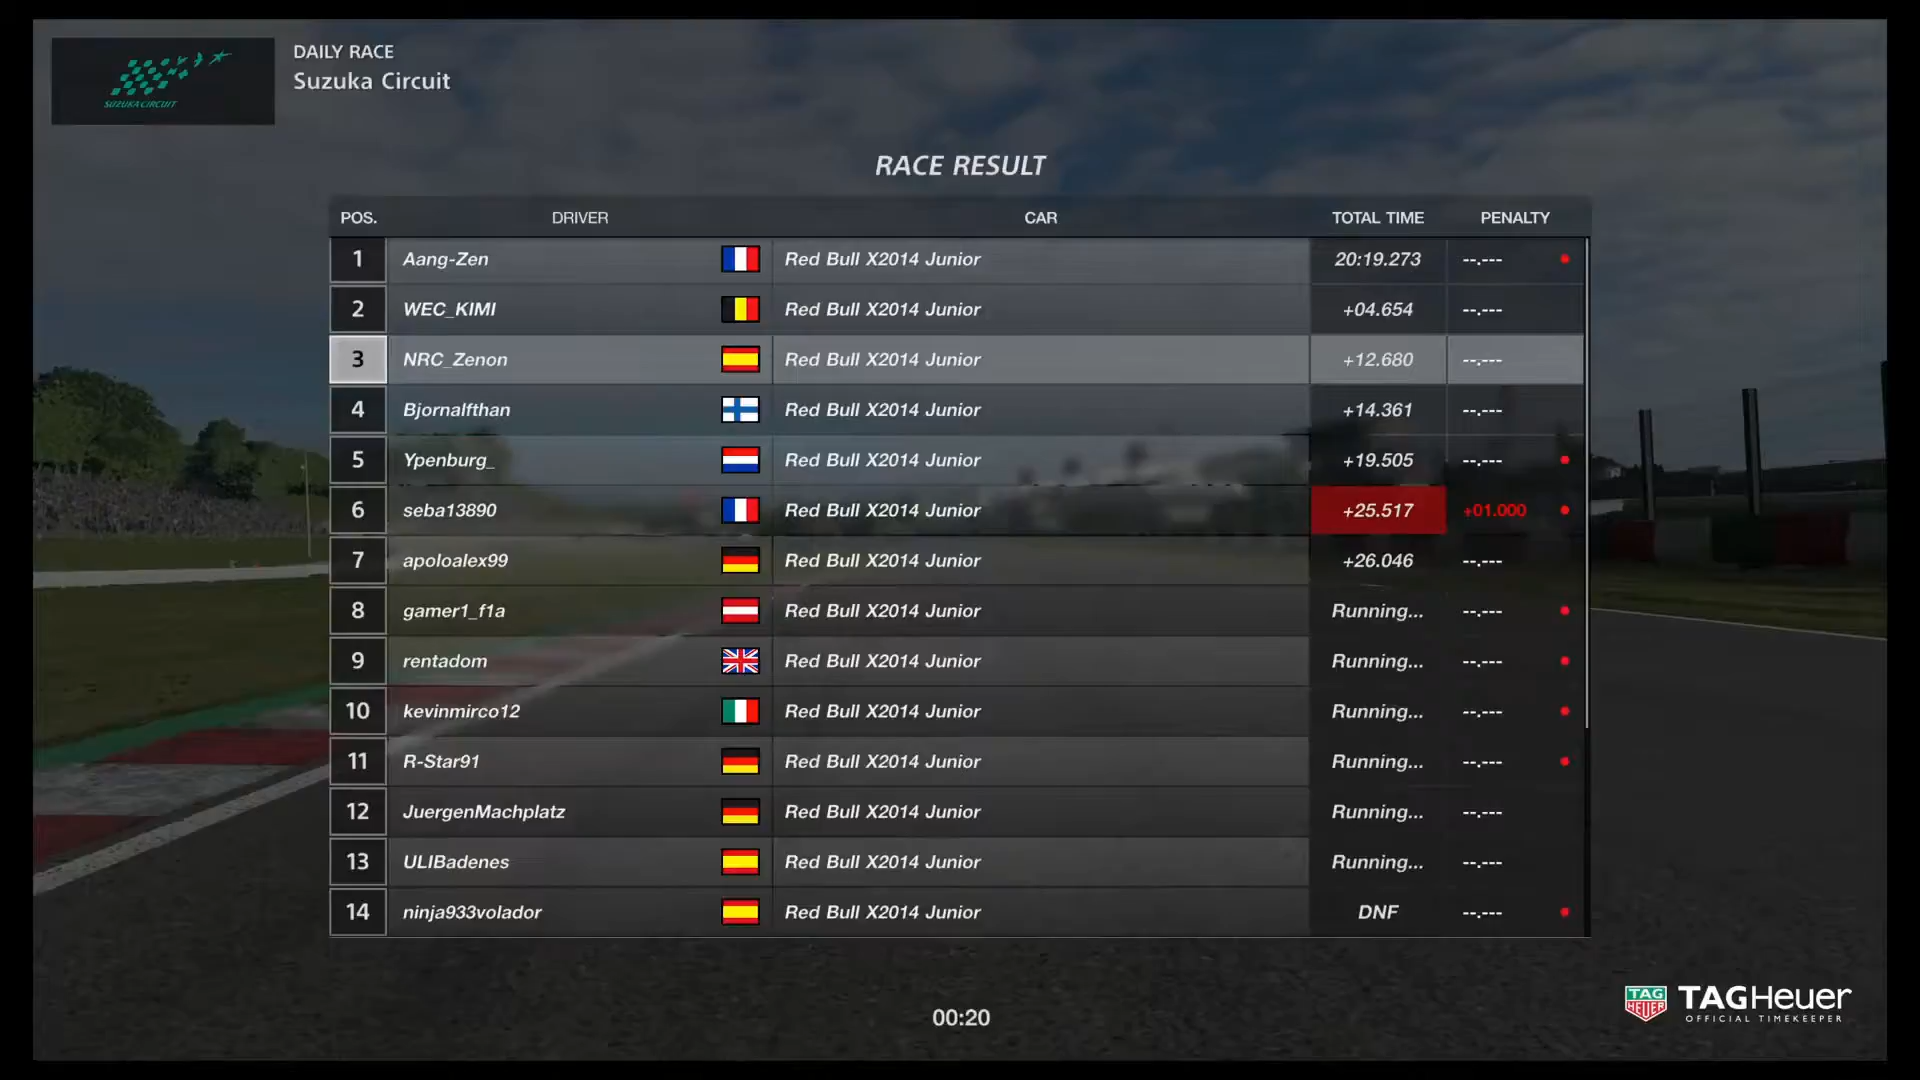 SUZUKA CIRCUIT
DAILY RACE
Suzuka Circuit
RACE RESULT
POS. DRIVER CAR TOTAL TIME PENALTY
1 Aang-Zen Red Bull X2014 Junior 20:19.273 --.---
2 WEC_KIMI Red Bull X2014 Junior +04.654 --.---
3 NRC_Zenon Red Bull X2014 Junior +12.680 --.---
4 Bjornalfthan Red Bull X2014 Junior +14.361 --.---
5 Ypenburg_ Red Bull X2014 Junior +19.505 --.---
6 seba13890 Red Bull X2014 Junior +25.517 +01.000
7 apoloalex99 Red Bull X2014 Junior +26.046 --.---
8 gamer1_f1a Red Bull X2014 Junior Running... --.---
9 rentadom Red Bull X2014 Junior Running... --.---
10 kevinmirco12 Red Bull X2014 Junior Running... --.---
11 R-Star91 Red Bull X2014 Junior Running... --.---
12 JuergenMachplatz Red Bull X2014 Junior Running... --.---
13 ULIBadenes Red Bull X2014 Junior Running... --.---
14 ninja933volador Red Bull X2014 Junior DNF --.---
00:20
TAG HEUER
TAGHeuer
OFFICIAL TIMEKEEPER